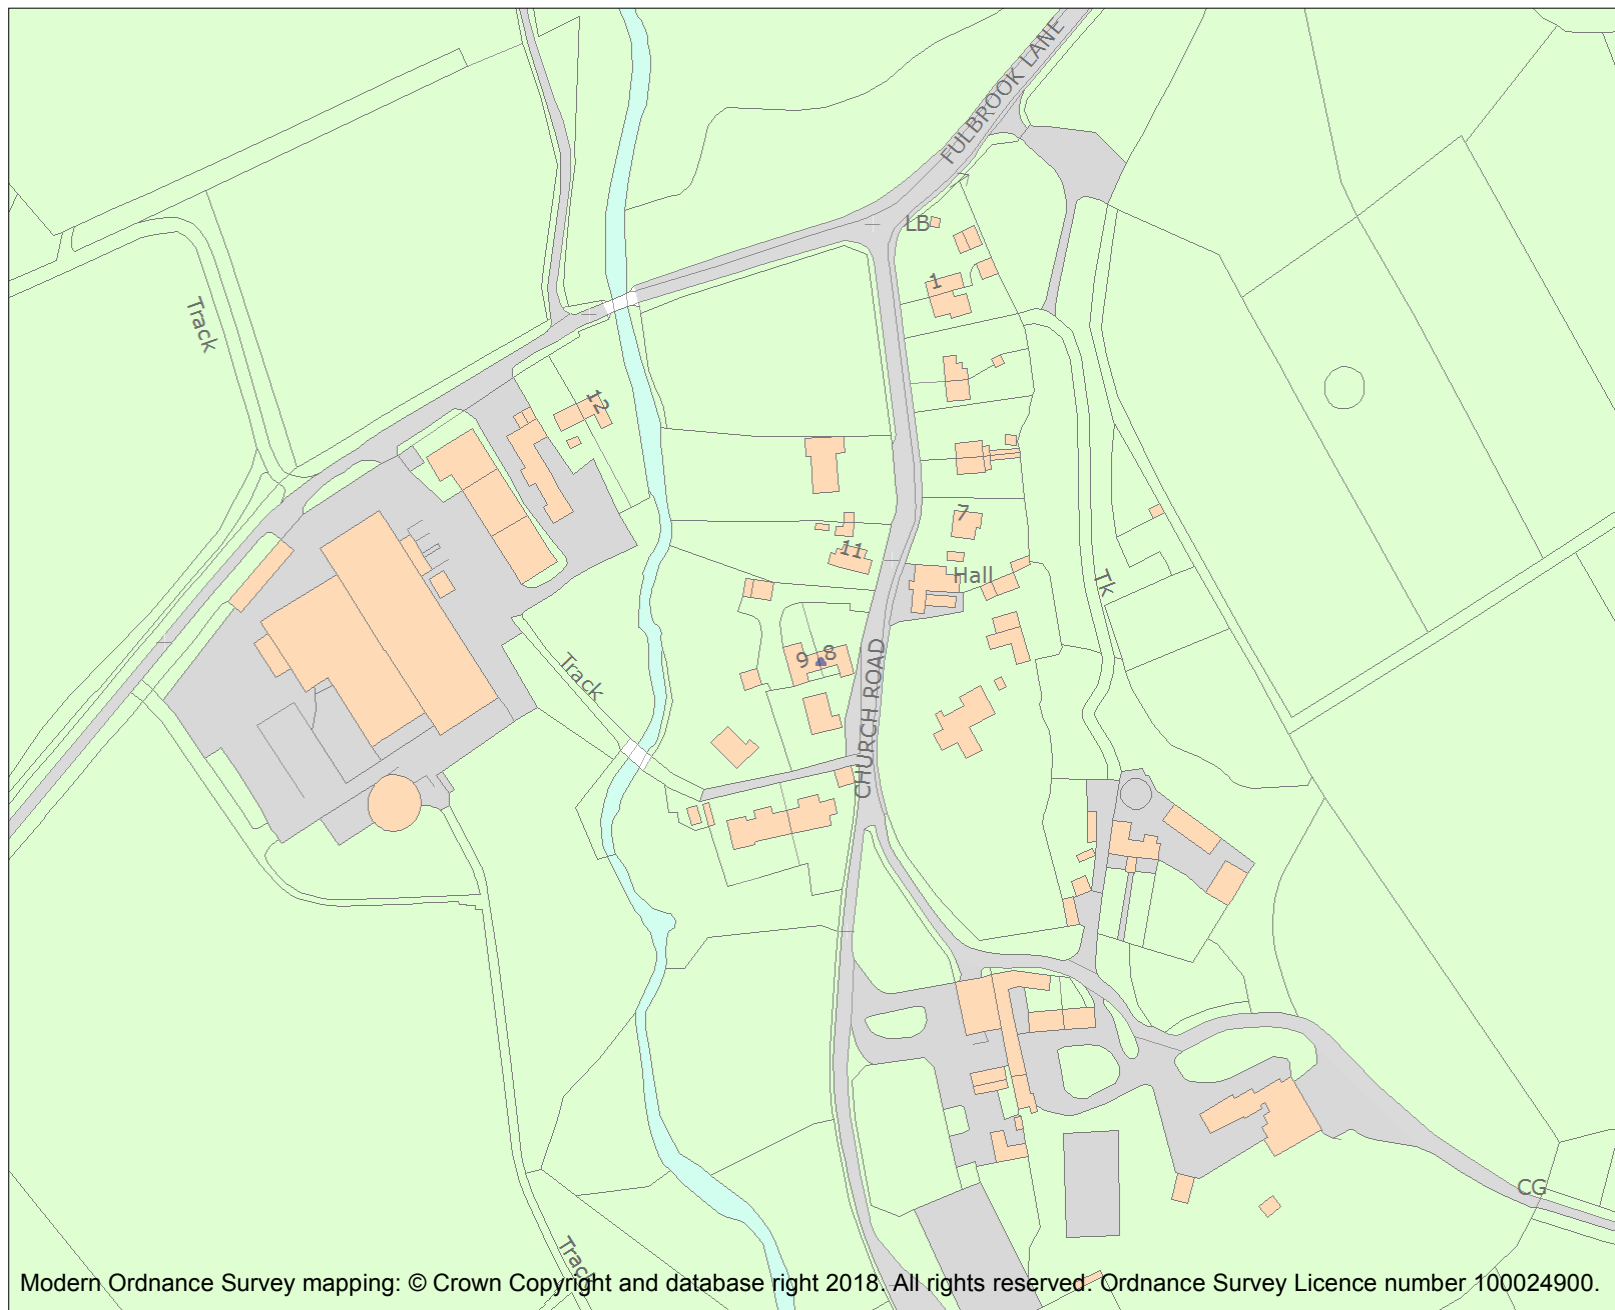 FULBROOK LANE
LB
1
Track
12
7
11
Hall
Tk
9
8
Track
CHURCH ROAD
CG
Track
Modern Ordnance Survey mapping: © Crown Copyright and database right 2018. All rights reserved. Ordnance Survey Licence number 100024900.